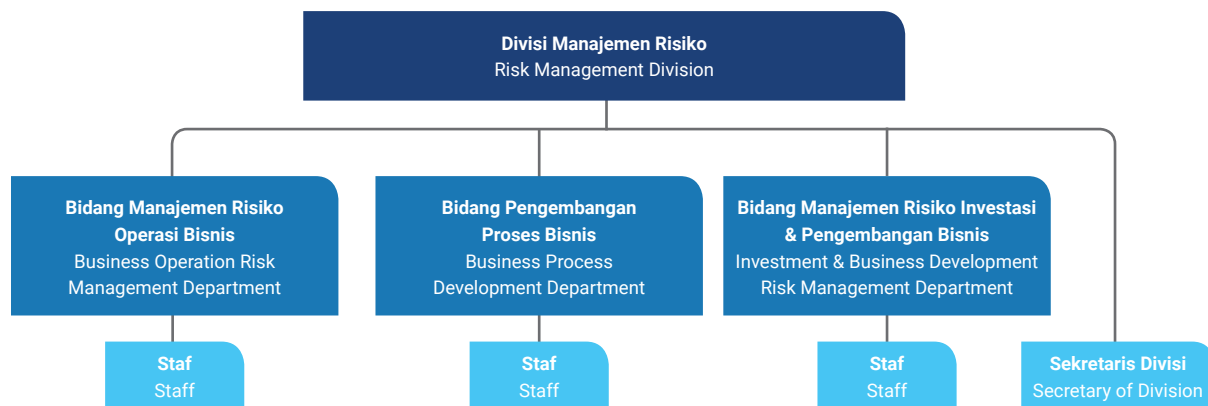 Divisi Manajemen Risiko
Risk Management Division
Bidang Manajemen Risiko
Operasi Bisnis
Business Operation Risk
Management Department
Bidang Pengembangan
Proses Bisnis
Business Process
Development Department
Bidang Manajemen Risiko Investasi
& Pengembangan Bisnis
Investment & Business Development
Risk Management Department
Staf
Staff
Staf
Staff
Staf
Staff
Sekretaris Divisi
Secretary of Division